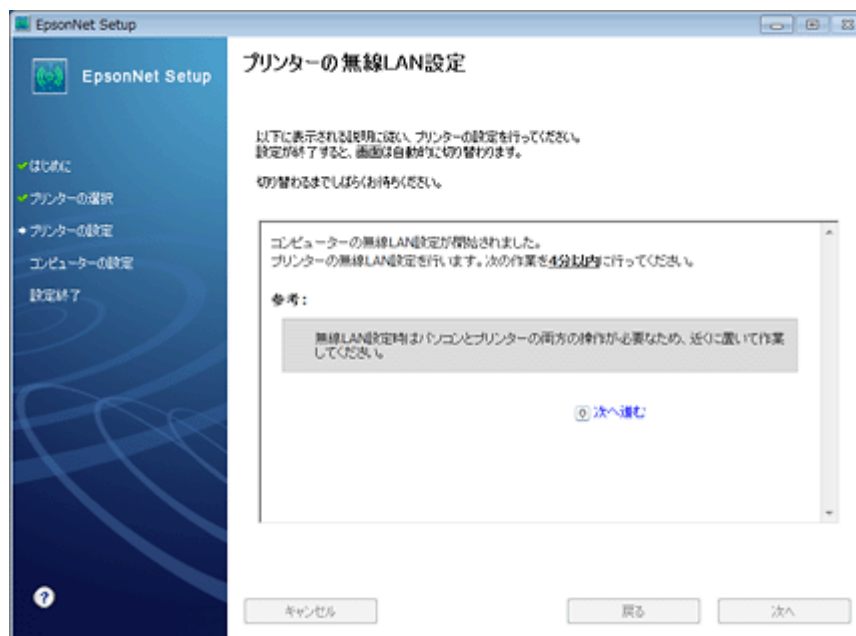 EpsonNet Setup
EpsonNet Setup
はじめに
プリンターの選択
プリンターの設定
コンピューターの設定
設定終了
プリンターの無線LAN設定
以下に表示される説明に従い、プリンターの設定を行ってください。
設定が終了すると、画面は自動的に切り替わります。
切り替わるまでしばらくお待ちください。
コンピューターの無線LAN設定が開始されました。
プリンターの無線LAN設定を行います。次の作業を4分以内に行ってください。
参考：
無線LAN設定時はパソコンとプリンターの両方の操作が必要なため、近くに置いて作業
してください。
次へ進む
?
キャンセル
戻る
次へ